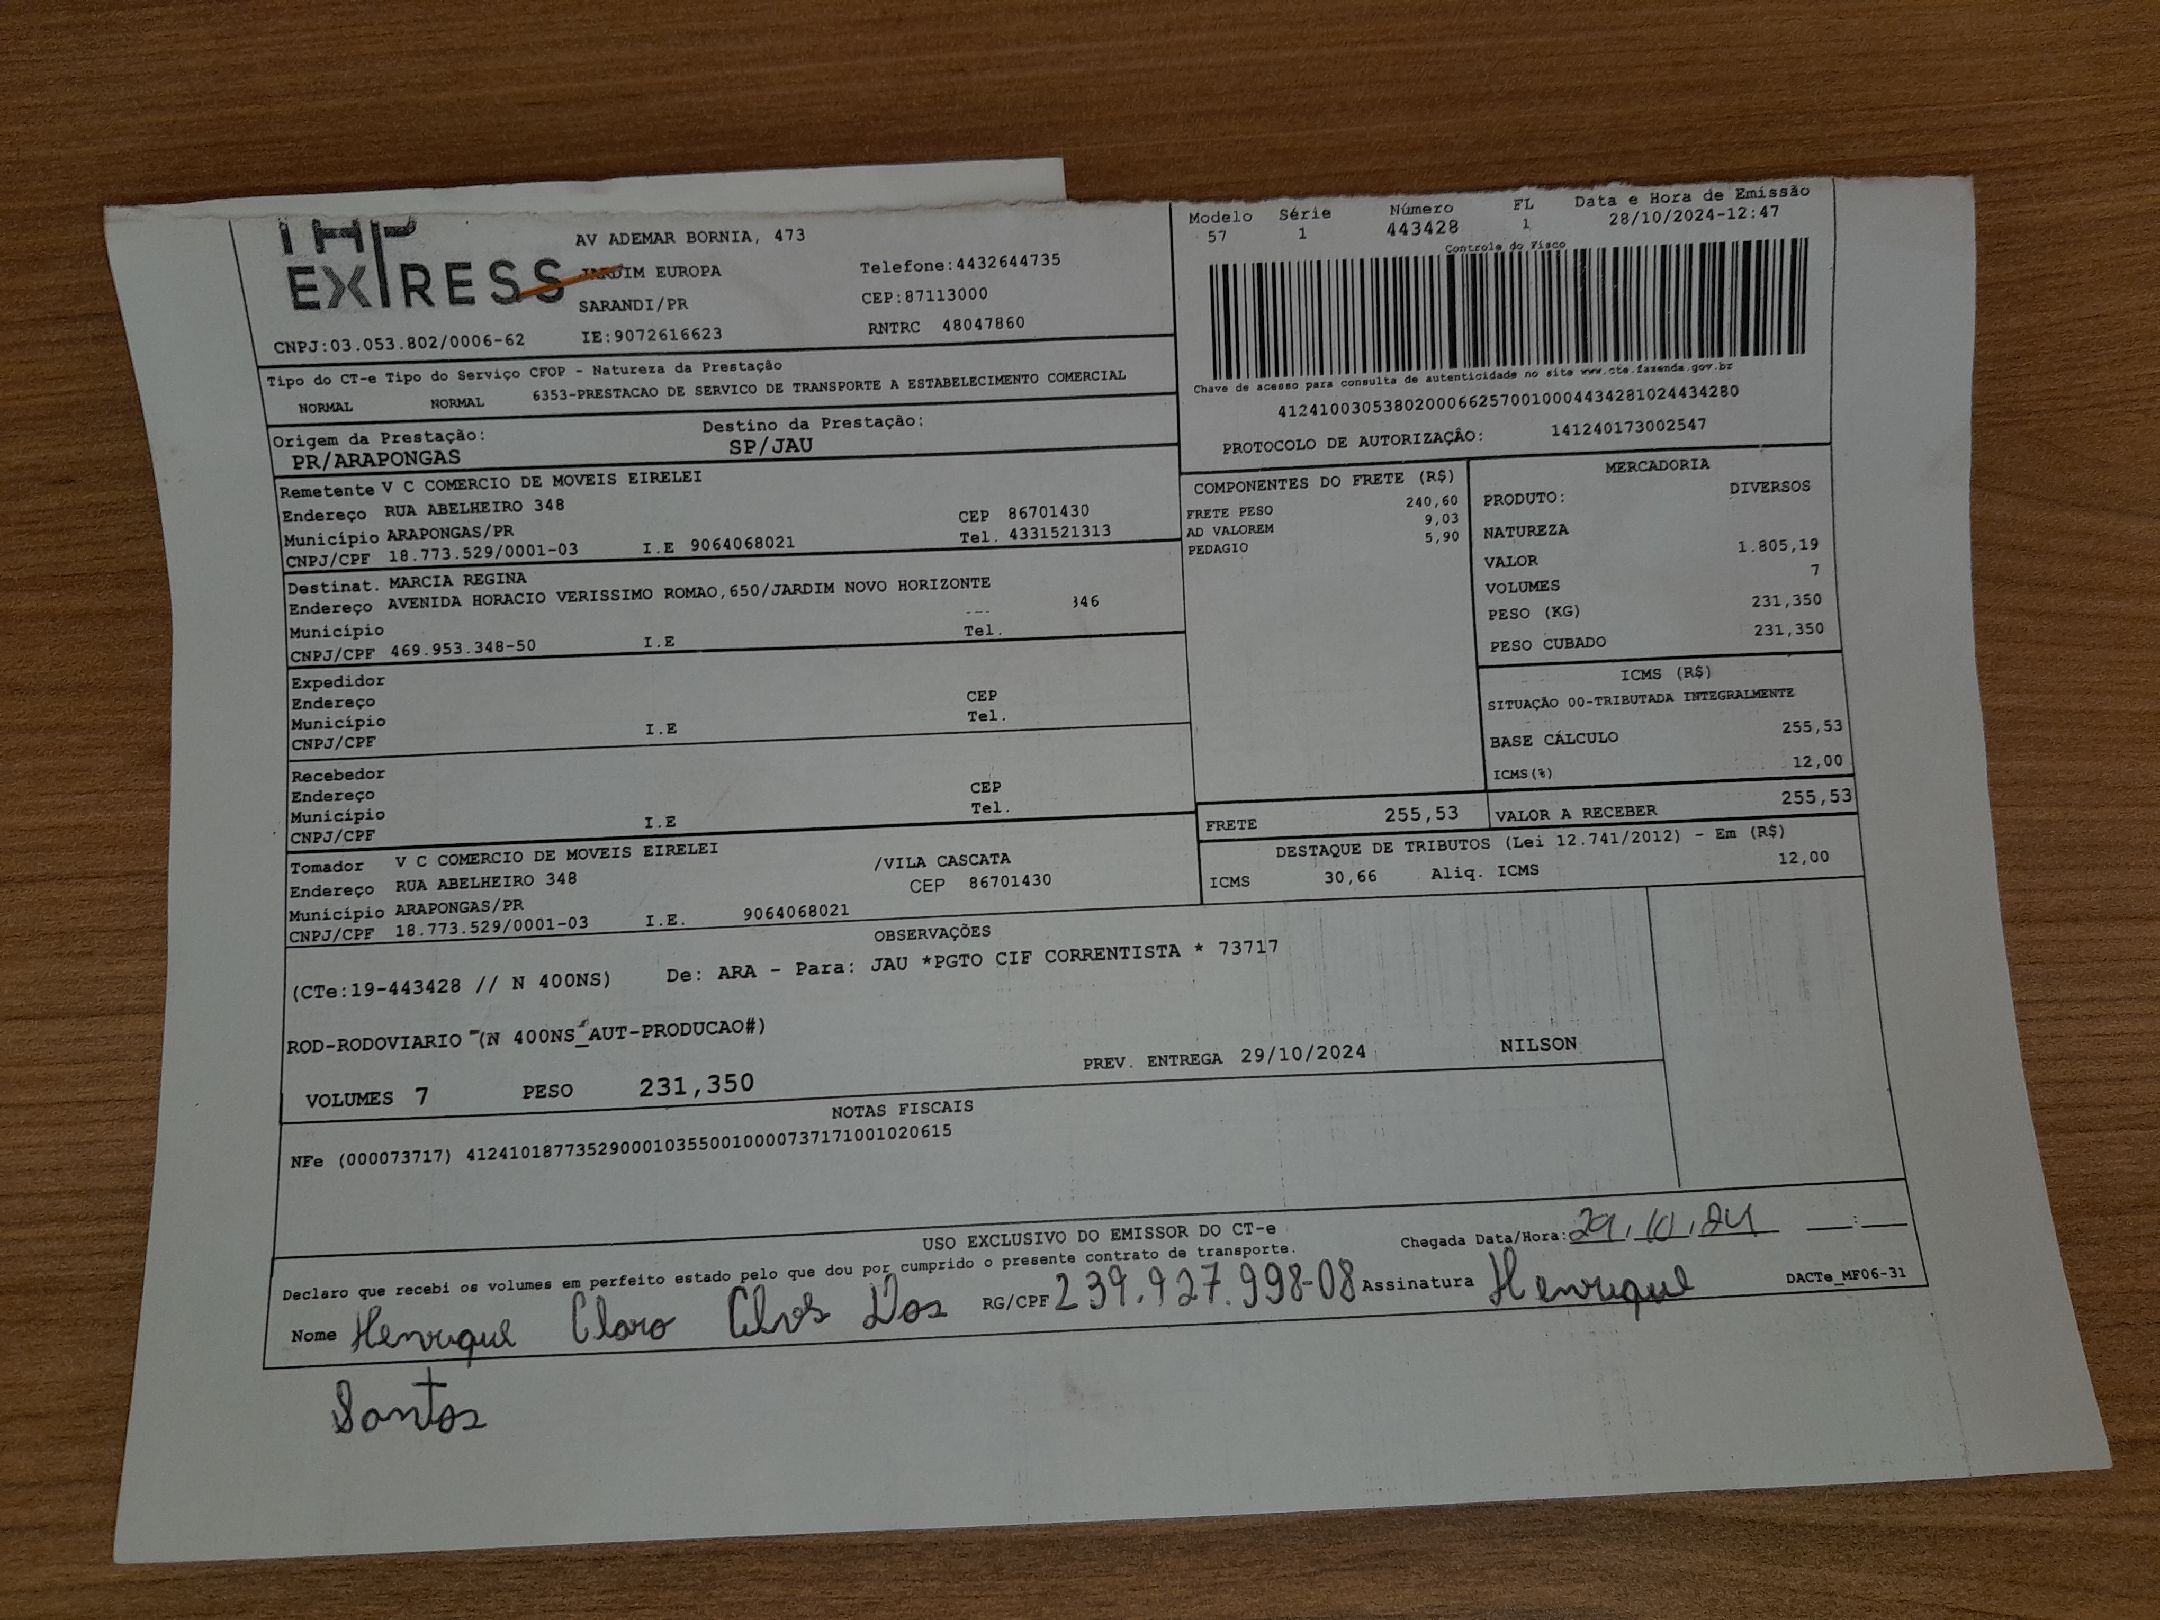 EXPRESS
AV ADEMAR BORNIA, 473
JARDIM EUROPA
SARANDI/PR
IE:9072616623
Telefone:4432644735
CEP:87113000
RNTRC 48047860
CNPJ:03.053.802/0006-62
Modelo Série Número FL Data e Hora de Emissão
57 1 443428 1 28/10/2024-12:47
Controle do Fisco
Chave de acesso para consulta de autenticidade no site www.cte.fazenda.gov.br
41241003053802000662570010004434281024434280
PROTOCOLO DE AUTORIZAÇÃO: 141240173002547
Tipo do CT-e Tipo do Serviço CFOP - Natureza da Prestação
NORMAL NORMAL 6353-PRESTACAO DE SERVICO DE TRANSPORTE A ESTABELECIMENTO COMERCIAL
Origem da Prestação: Destino da Prestação:
PR/ARAPONGAS SP/JAU
Remetente V C COMERCIO DE MOVEIS EIRELEI
Endereço RUA ABELHEIRO 348
Município ARAPONGAS/PR CEP 86701430
CNPJ/CPF 18.773.529/0001-03 I.E 9064068021 Tel. 4331521313
Destinat. MARCIA REGINA
Endereço AVENIDA HORACIO VERISSIMO ROMAO,650/JARDIM NOVO HORIZONTE
Município 346
CNPJ/CPF 469.953.348-50 I.E Tel.
Expedidor
Endereço CEP
Município Tel.
CNPJ/CPF I.E
Recebedor
Endereço CEP
Município Tel.
CNPJ/CPF I.E
Tomador V C COMERCIO DE MOVEIS EIRELEI
Endereço RUA ABELHEIRO 348 /VILA CASCATA
Município ARAPONGAS/PR CEP 86701430
CNPJ/CPF 18.773.529/0001-03 I.E. 9064068021
COMPONENTES DO FRETE (R$)
FRETE PESO 240,60
AD VALOREM 9,03
PEDAGIO 5,90
MERCADORIA
PRODUTO: DIVERSOS
NATUREZA
VALOR 1.805,19
VOLUMES 7
PESO (KG) 231,350
PESO CUBADO 231,350
ICMS (R$)
SITUAÇÃO 00-TRIBUTADA INTEGRALMENTE
BASE CÁLCULO 255,53
ICMS(%) 12,00
FRETE 255,53 VALOR A RECEBER 255,53
DESTAQUE DE TRIBUTOS (Lei 12.741/2012) - Em (R$)
ICMS 30,66 Aliq. ICMS 12,00
OBSERVAÇÕES
(CTe:19-443428 // N 400NS) De: ARA - Para: JAU *PGTO CIF CORRENTISTA * 73717
ROD-RODOVIARIO (N 400NS_AUT-PRODUCAO#)
PREV. ENTREGA 29/10/2024 NILSON
VOLUMES 7 PESO 231,350
NOTAS FISCAIS
NFe (000073717) 41241018773529000103550010000737171001020615
USO EXCLUSIVO DO EMISSOR DO CT-e
Declaro que recebi os volumes em perfeito estado pelo que dou por cumprido o presente contrato de transporte.
Chegada Data/Hora: 29.10.24 __:__
Nome Henrique Claro Alves Dos RG/CPF 239.927.998-08 Assinatura Henrique DACTe_MF06-31
Santos